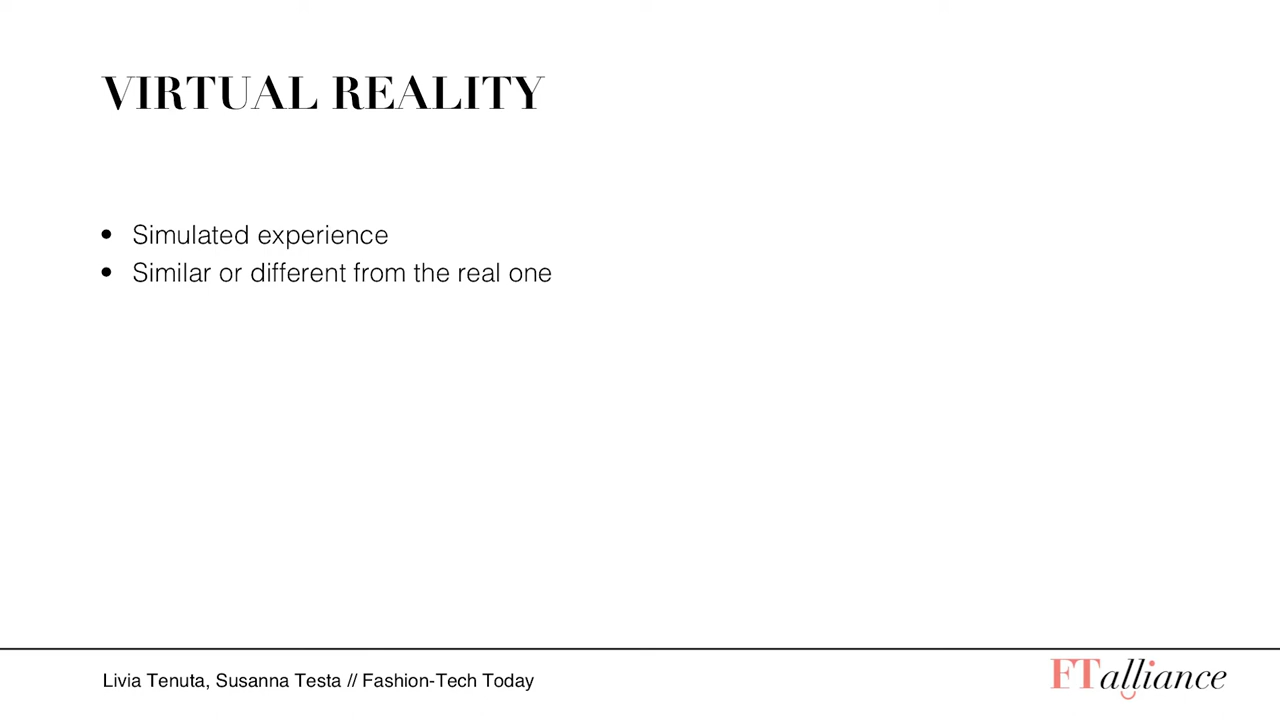 VIRTUAL REALITY
• Simulated experience
• Similar or different from the real one
Livia Tenuta, Susanna Testa // Fashion-Tech Today
FTalliance